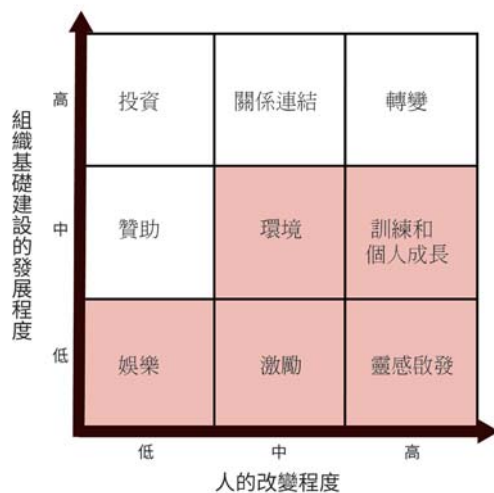 組織基礎建設的發展程度
高
投資
關係連結
轉變
中
贊助
環境
訓練和
個人成長
低
娛樂
激勵
靈感啟發
低
中
高
人的改變程度